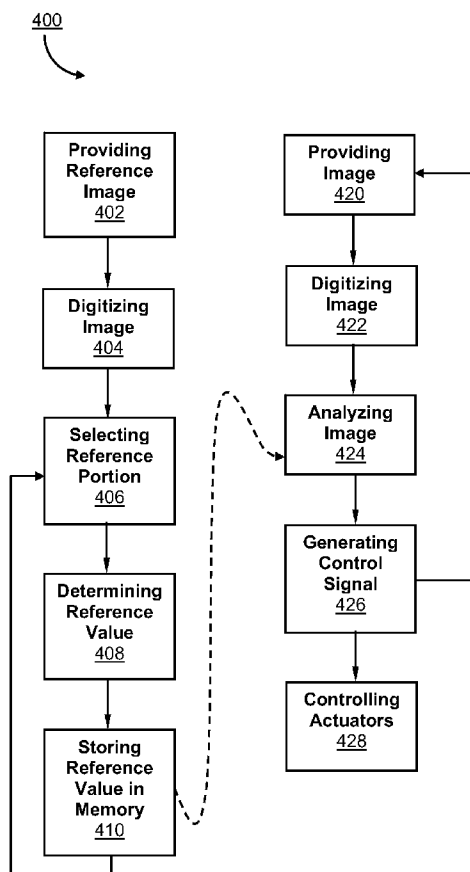 400
Providing
Reference
Image
402
Digitizing
Image
404
Selecting
Reference
Portion
406
Determining
Reference
Value
408
Storing
Reference
Value in
Memory
410
Providing
Image
420
Digitizing
Image
422
Analyzing
Image
424
Generating
Control
Signal
426
Controlling
Actuators
428